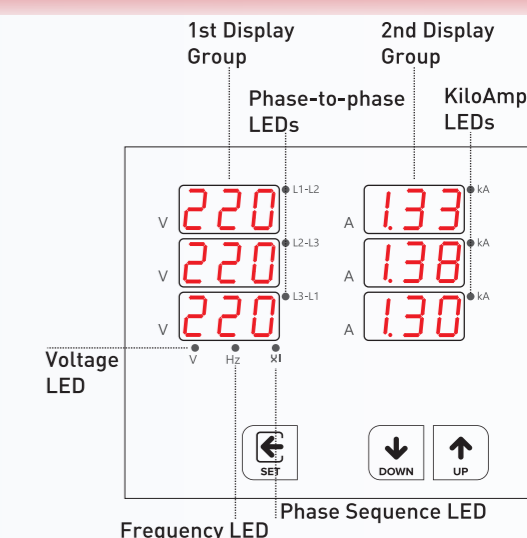 1st Display
Group
2nd Display
Group
Phase-to-phase
LEDs
KiloAmp
LEDs
L1-L2
kA
V 220
A 1.33
L2-L3
kA
V 220
A 1.38
L3-L1
kA
V 220
A 1.30
Voltage
LED
V Hz
SET
DOWN
UP
Phase Sequence LED
Frequency LED